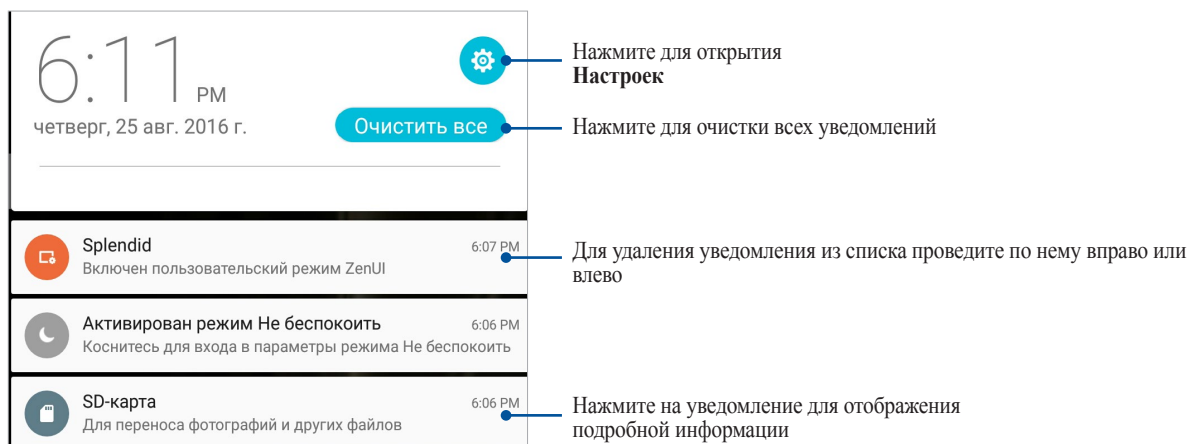 6:11 PM
четверг, 25 авг. 2016 г.
Очистить все
Нажмите для открытия
Настроек
Нажмите для очистки всех уведомлений
Splendid 6:07 PM
Включен пользовательский режим ZenUI
Для удаления уведомления из списка проведите по нему вправо или
влево
Активирован режим Не беспокоить 6:06 PM
Коснитесь для входа в параметры режима Не беспокоить
SD-карта 6:06 PM
Для переноса фотографий и других файлов
Нажмите на уведомление для отображения
подробной информации